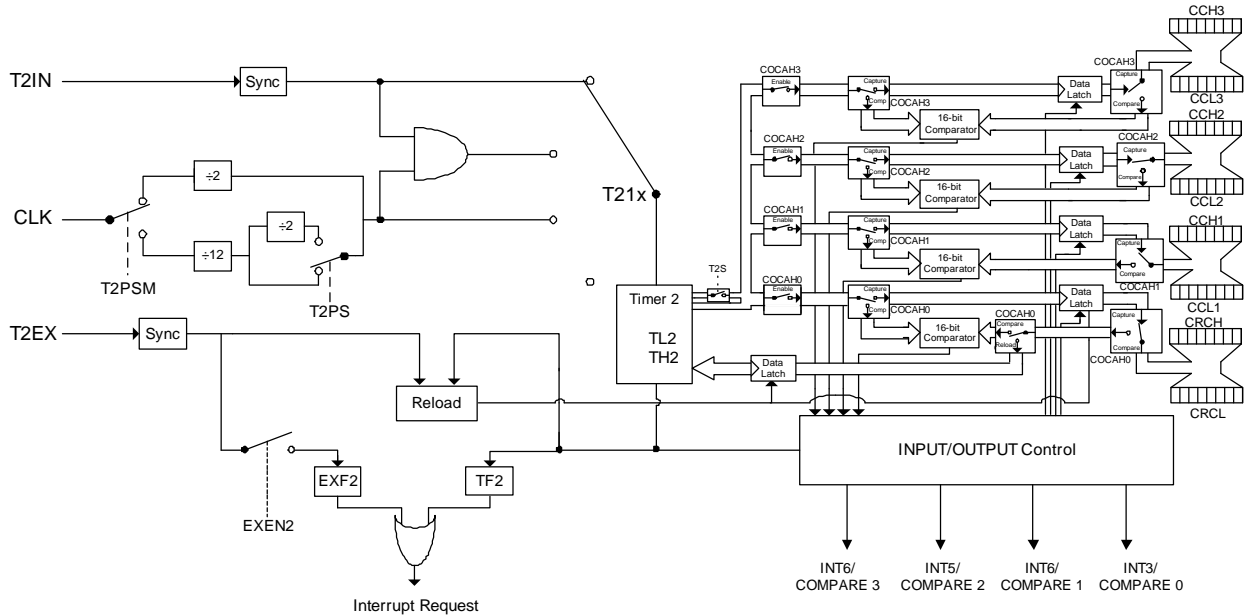 T2IN
Sync
÷2
CLK
÷2
÷12
T2PSM
T2PS
T21x
T2EX
Sync
Reload
EXF2
TF2
EXEN2
Interrupt Request
Timer 2
TL2
TH2
T2S
COCAH3
Enable
Capture
Comp
COCAH3
16-bit
Comparator
Data
Latch
COCAH3
Capture
Compare
CCH3
CCL3
COCAH2
Enable
Capture
Comp
COCAH2
16-bit
Comparator
Data
Latch
COCAH2
Capture
Compare
CCH2
CCL2
COCAH1
Enable
Capture
Comp
COCAH1
16-bit
Comparator
Data
Latch
Capture
Compare
COCAH1
CCH1
CCL1
COCAH0
Enable
Capture
Comp
COCAH0
16-bit
Comparator
COCAH0
Compare
Reload
Data
Latch
Capture
Compare
COCAH0
CRCH
CRCL
Data
Latch
INPUT/OUTPUT Control
INT6/
COMPARE 3
INT5/
COMPARE 2
INT6/
COMPARE 1
INT3/
COMPARE 0